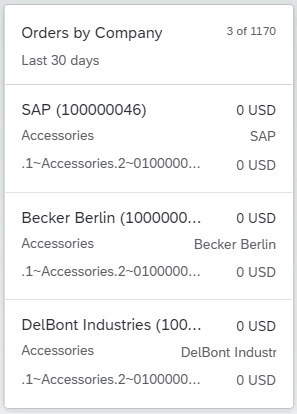 Orders by Company 3 of 1170
Last 30 days
SAP (100000046) 0 USD
Accessories SAP
.1~Accessories.2~0100000... 0 USD
Becker Berlin (1000000... 0 USD
Accessories Becker Berlin
.1~Accessories.2~0100000... 0 USD
DelBont Industries (100... 0 USD
Accessories DelBont Industr
.1~Accessories.2~0100000... 0 USD